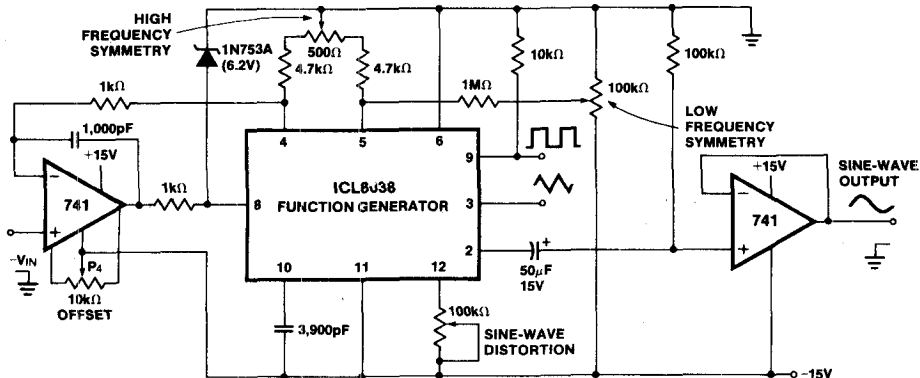 HIGH
FREQUENCY
SYMMETRY
1N753A
(6.2V)
500Ω
4.7kΩ
4.7kΩ
10kΩ
100kΩ
1kΩ
1MΩ
100kΩ
LOW
FREQUENCY
SYMMETRY
1,000pF
+15V
−
741
+
1kΩ
-VIN
P4
10kΩ
OFFSET
4
5
6
8
9
3
2
10
11
12
ICL8038
FUNCTION GENERATOR
+
50µF
15V
3,900pF
100kΩ
SINE-WAVE
DISTORTION
+15V
−
741
+
SINE-WAVE
OUTPUT
−15V